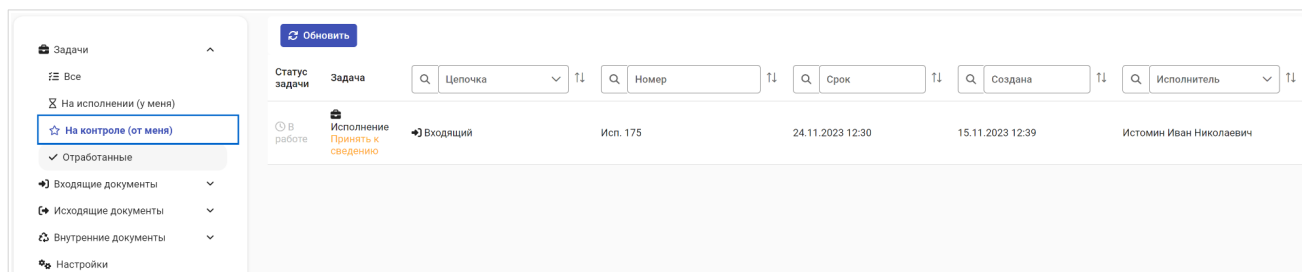 Задачи
Все
На исполнении (у меня)
На контроле (от меня)
Отработанные
Входящие документы
Исходящие документы
Внутренние документы
Настройки
Обновить
Статус задачи Задача Цепочка Номер Срок Создана Исполнитель
В работе
Исполнение
Принять к сведению
Входящий Исп. 175 24.11.2023 12:30 15.11.2023 12:39 Истомин Иван Николаевич